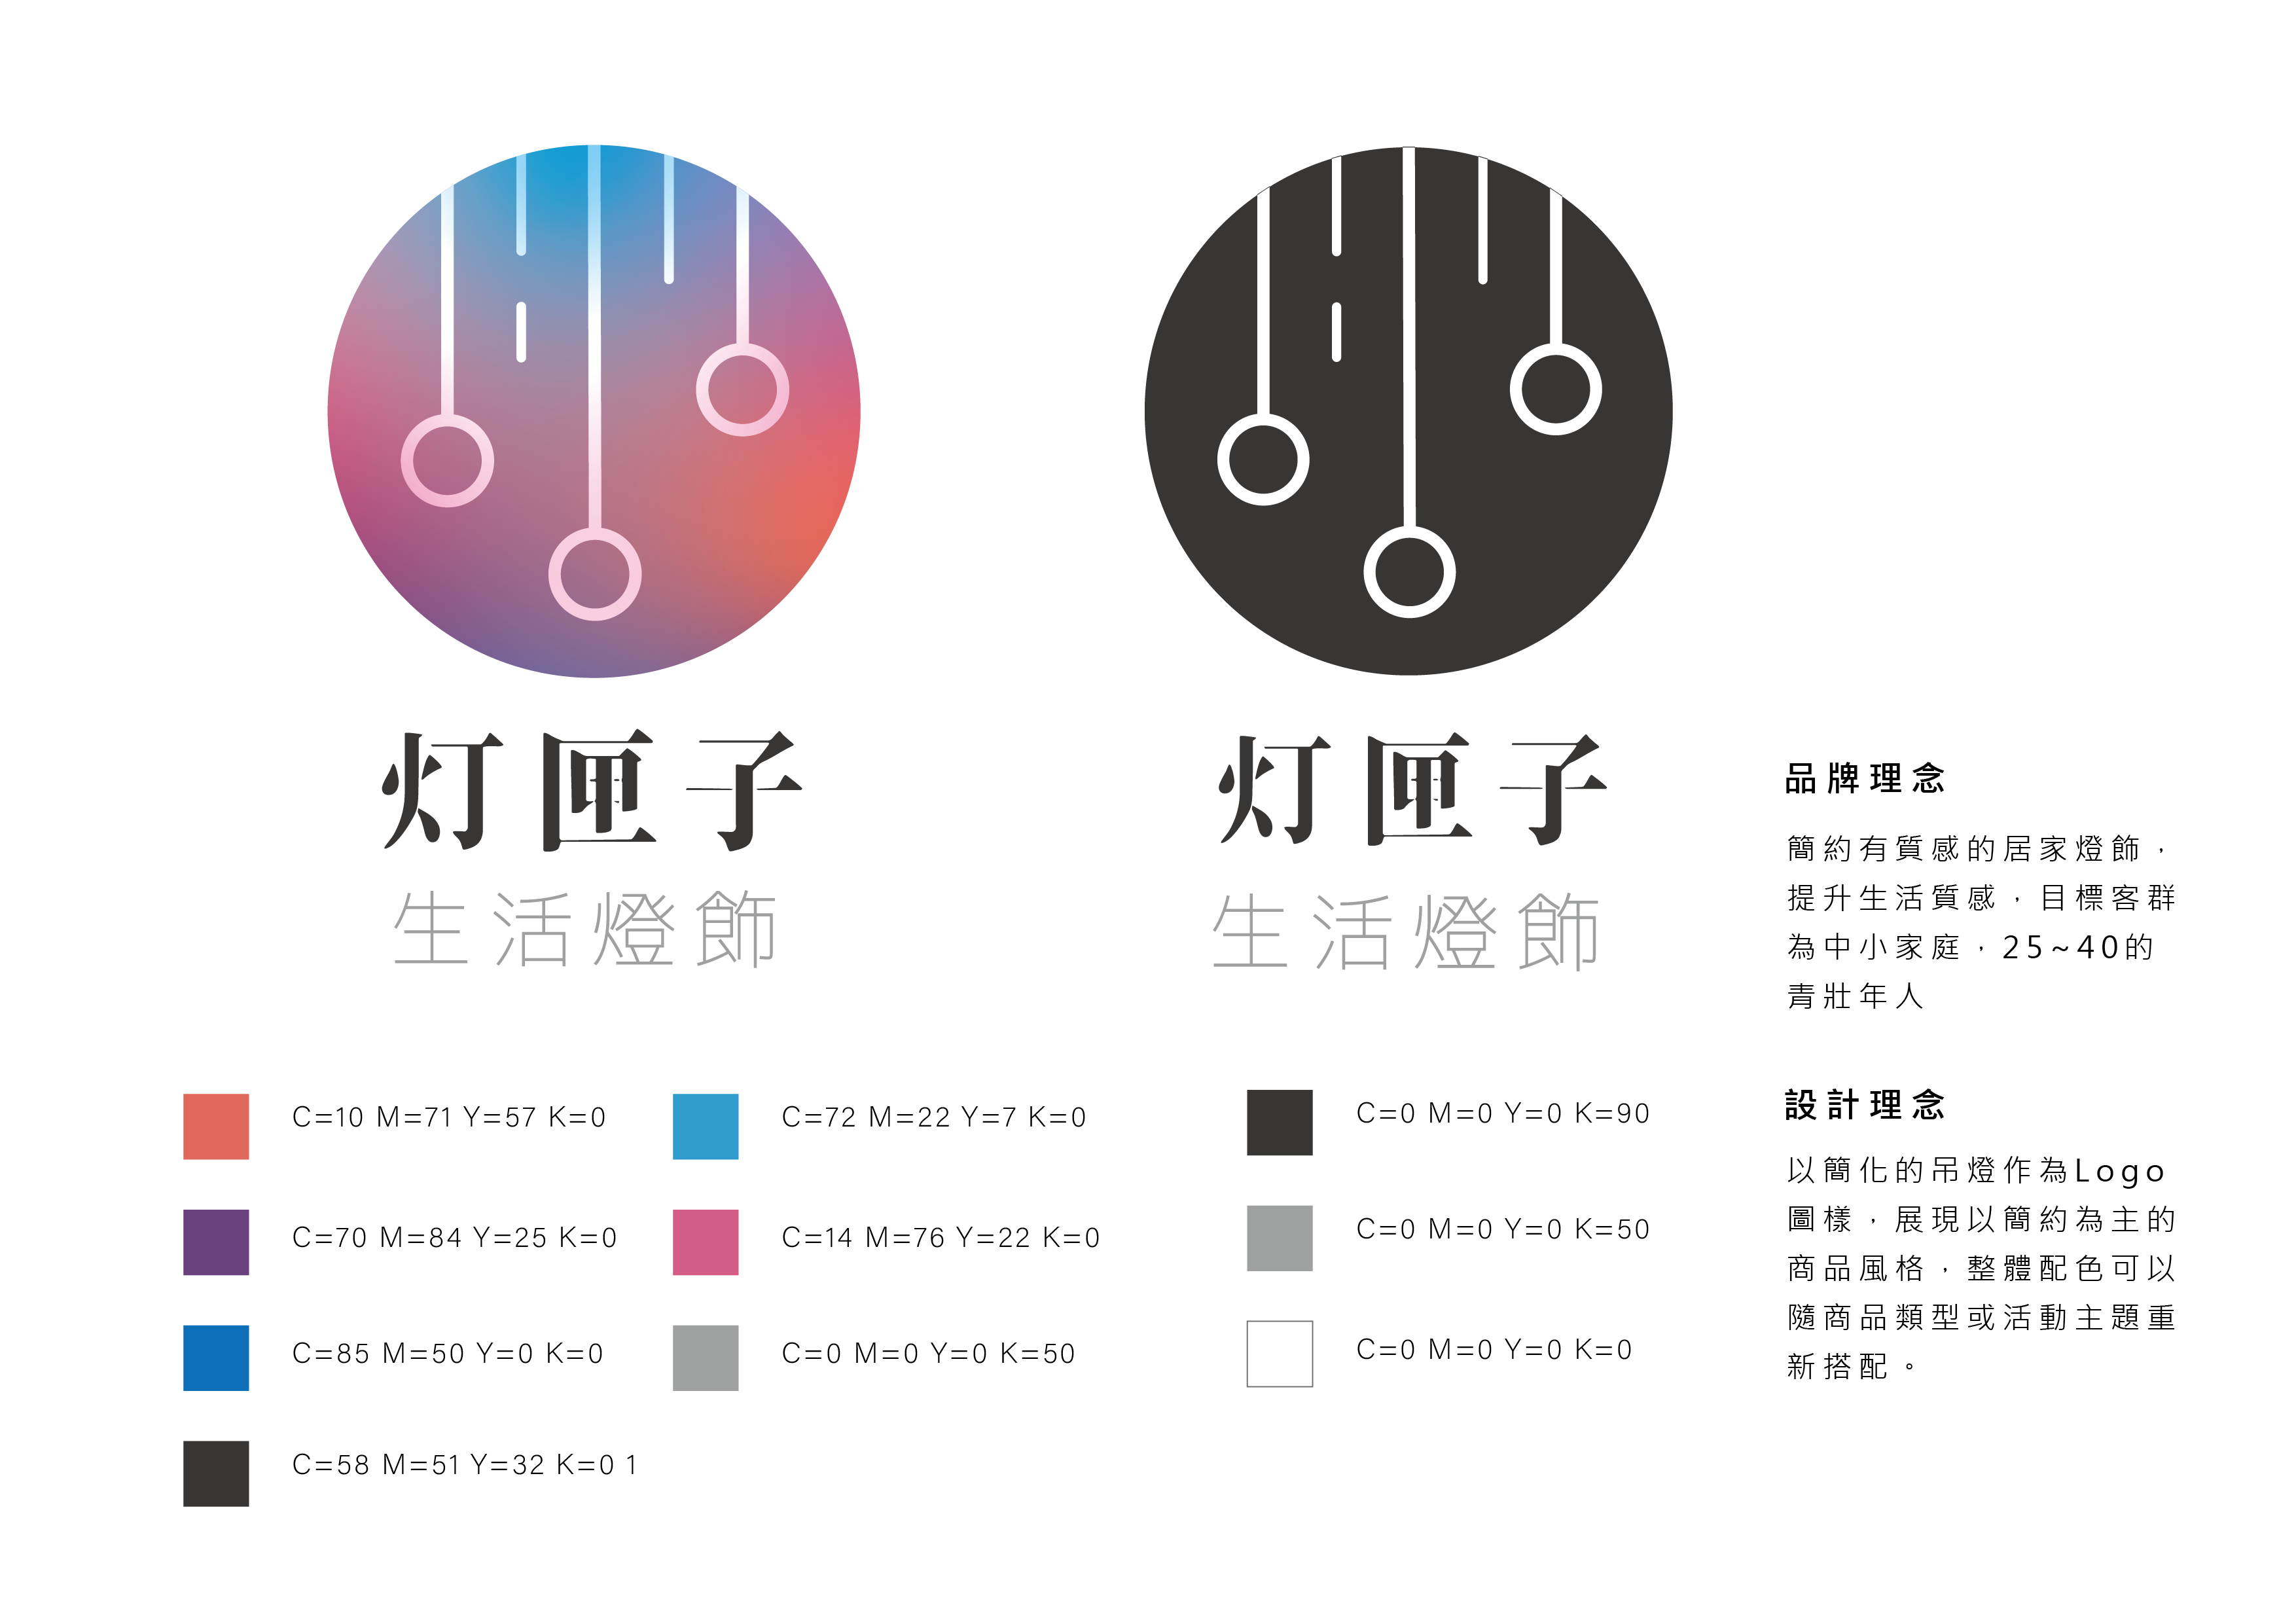 灯匣子
生活燈飾
灯匣子
生活燈飾
品牌理念
簡約有質感的居家燈飾，
提升生活質感，目標客群
為中小家庭，25~40的
青壯年人
設計理念
以簡化的吊燈作為Logo
圖樣，展現以簡約為主的
商品風格，整體配色可以
隨商品類型或活動主題重
新搭配。
C=10 M=71 Y=57 K=0
C=72 M=22 Y=7 K=0
C=70 M=84 Y=25 K=0
C=14 M=76 Y=22 K=0
C=85 M=50 Y=0 K=0
C=0 M=0 Y=0 K=50
C=58 M=51 Y=32 K=0 1
C=0 M=0 Y=0 K=90
C=0 M=0 Y=0 K=50
C=0 M=0 Y=0 K=0